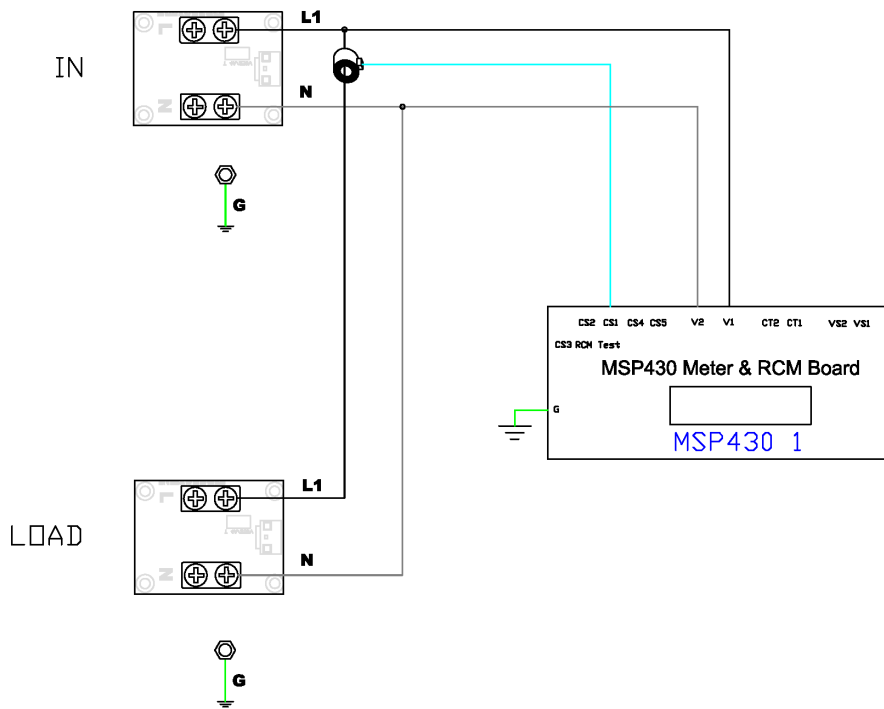 L1
L
IN
N
N
G
CS2 CS1 CS4 CS5 V2 V1 CT2 CT1 VS2 VS1
CS3 RCM Test
MSP430 Meter & RCM Board
G
MSP430 1
L1
L
LOAD
N
N
G